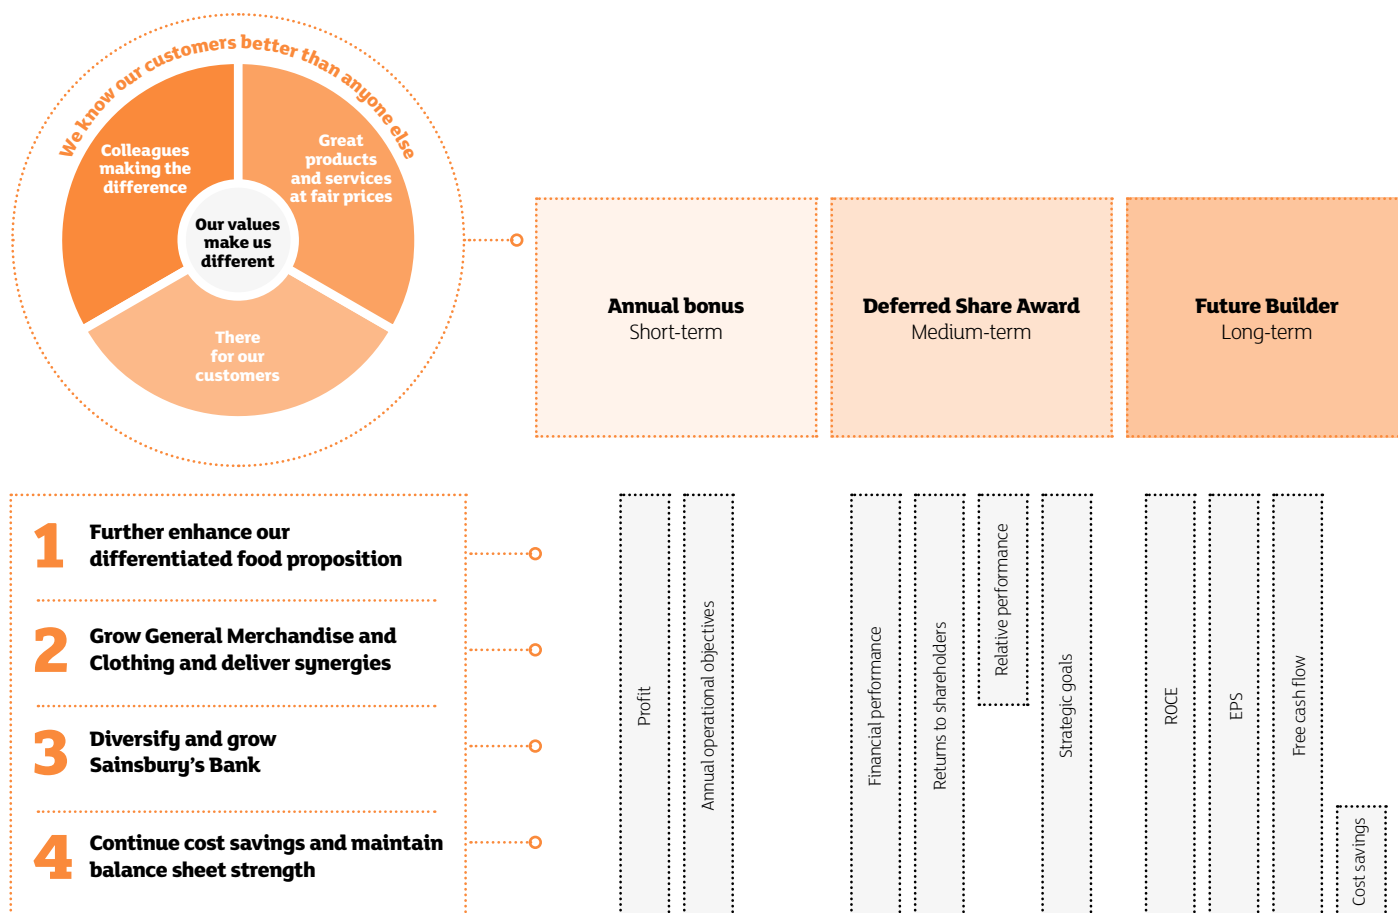 We know our customers better than anyone else
Colleagues
making the
difference
Great
products
and services
at fair prices
Our values
make us
different
There
for our
customers
Annual bonus
Short-term
Deferred Share Award
Medium-term
Future Builder
Long-term
1
Further enhance our
differentiated food proposition
2
Grow General Merchandise and
Clothing and deliver synergies
3
Diversify and grow
Sainsbury's Bank
4
Continue cost savings and maintain
balance sheet strength
Profit
Annual operational objectives
Financial performance
Returns to shareholders
Relative performance
Strategic goals
ROCE
EPS
Free cash flow
Cost savings